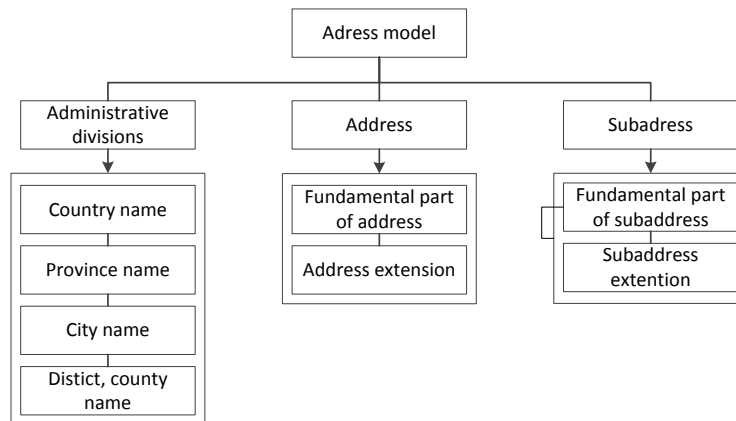 Adress model
Administrative
divisions
Address
Subadress
Country name
Province name
City name
Distict, county
name
Fundamental part
of address
Address extension
Fundamental part
of subaddress
Subaddress
extention